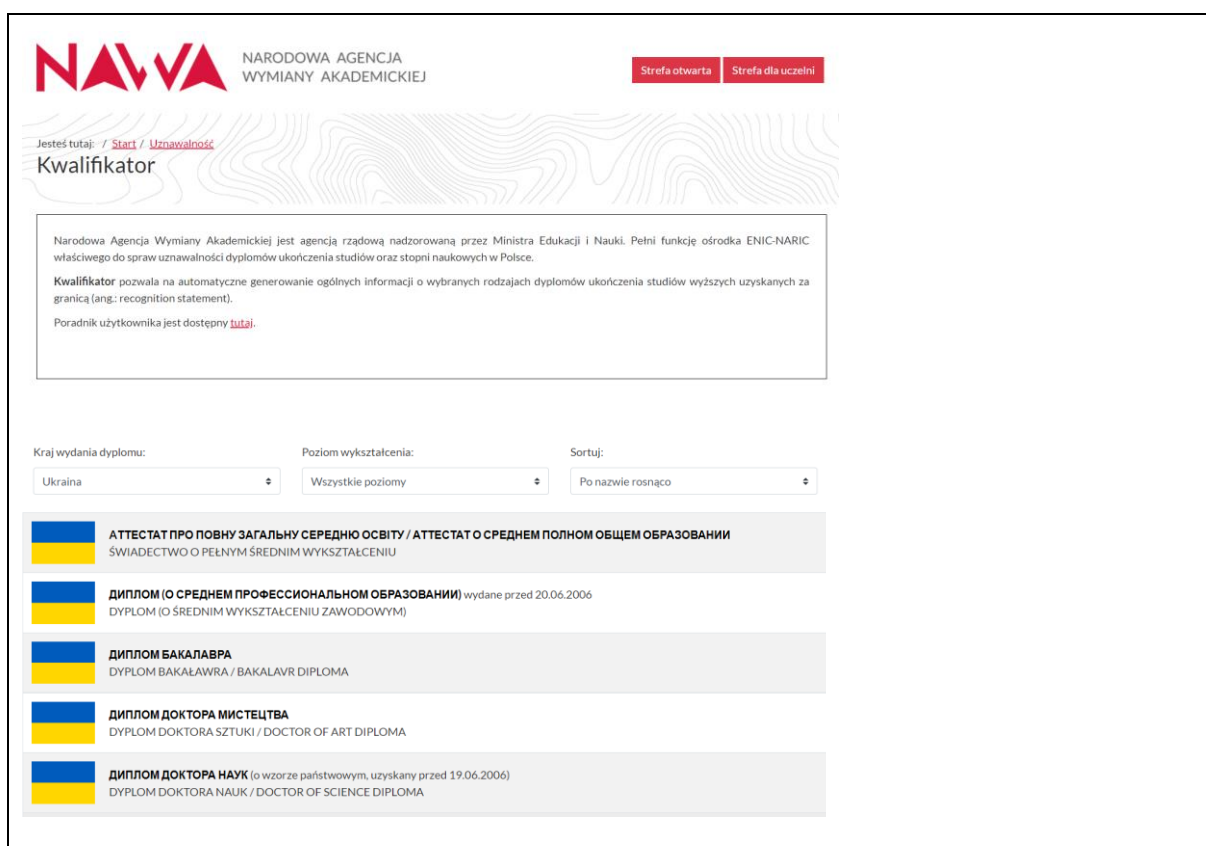 NAWA
NARODOWA AGENCJA
WYMIANY AKADEMICKIEJ
Strefa otwarta
Strefa dla uczelni
Jesteś tutaj: / Start / Uznawalność
Kwalifikator
Narodowa Agencja Wymiany Akademickiej jest agencją rządową nadzorowaną przez Ministra Edukacji i Nauki. Pełni funkcję ośrodka ENIC-NARIC
właściwego do spraw uznawalności dyplomów ukończenia studiów oraz stopni naukowych w Polsce.
Kwalifikator pozwala na automatyczne generowanie ogólnych informacji o wybranych rodzajach dyplomów ukończenia studiów wyższych uzyskanych za
granicą (ang.: recognition statement).
Poradnik użytkownika jest dostępny tutaj.
Kraj wydania dyplomu:
Poziom wykształcenia:
Sortuj:
Ukraina
Wszystkie poziomy
Po nazwie rosnąco
АТТЕСТАТ ПРО ПОВНУ ЗАГАЛЬНУ СЕРЕДНЮ ОСВІТУ / АТТЕСТАТ О СРЕДНЕМ ПОЛНОМ ОБЩЕМ ОБРАЗОВАНИИ
ŚWIADECTWO O PEŁNYM ŚREDNIM WYKSZTAŁCENIU
ДИПЛОМ (О СРЕДНЕМ ПРОФЕССИОНАЛЬНОМ ОБРАЗОВАНИИ) wydane przed 20.06.2006
DYPLOM (O ŚREDNIM WYKSZTAŁCENIU ZAWODOWYM)
ДИПЛОМ БАКАЛАВРА
DYPLOM BAKAŁAWRA / BAKALAVR DIPLOMA
ДИПЛОМ ДОКТОРА МИСТЕЦТВА
DYPLOM DOKTORA SZTUKI / DOCTOR OF ART DIPLOMA
ДИПЛОМ ДОКТОРА НАУК (o wzorze państwowym, uzyskany przed 19.06.2006)
DYPLOM DOKTORA NAUK / DOCTOR OF SCIENCE DIPLOMA